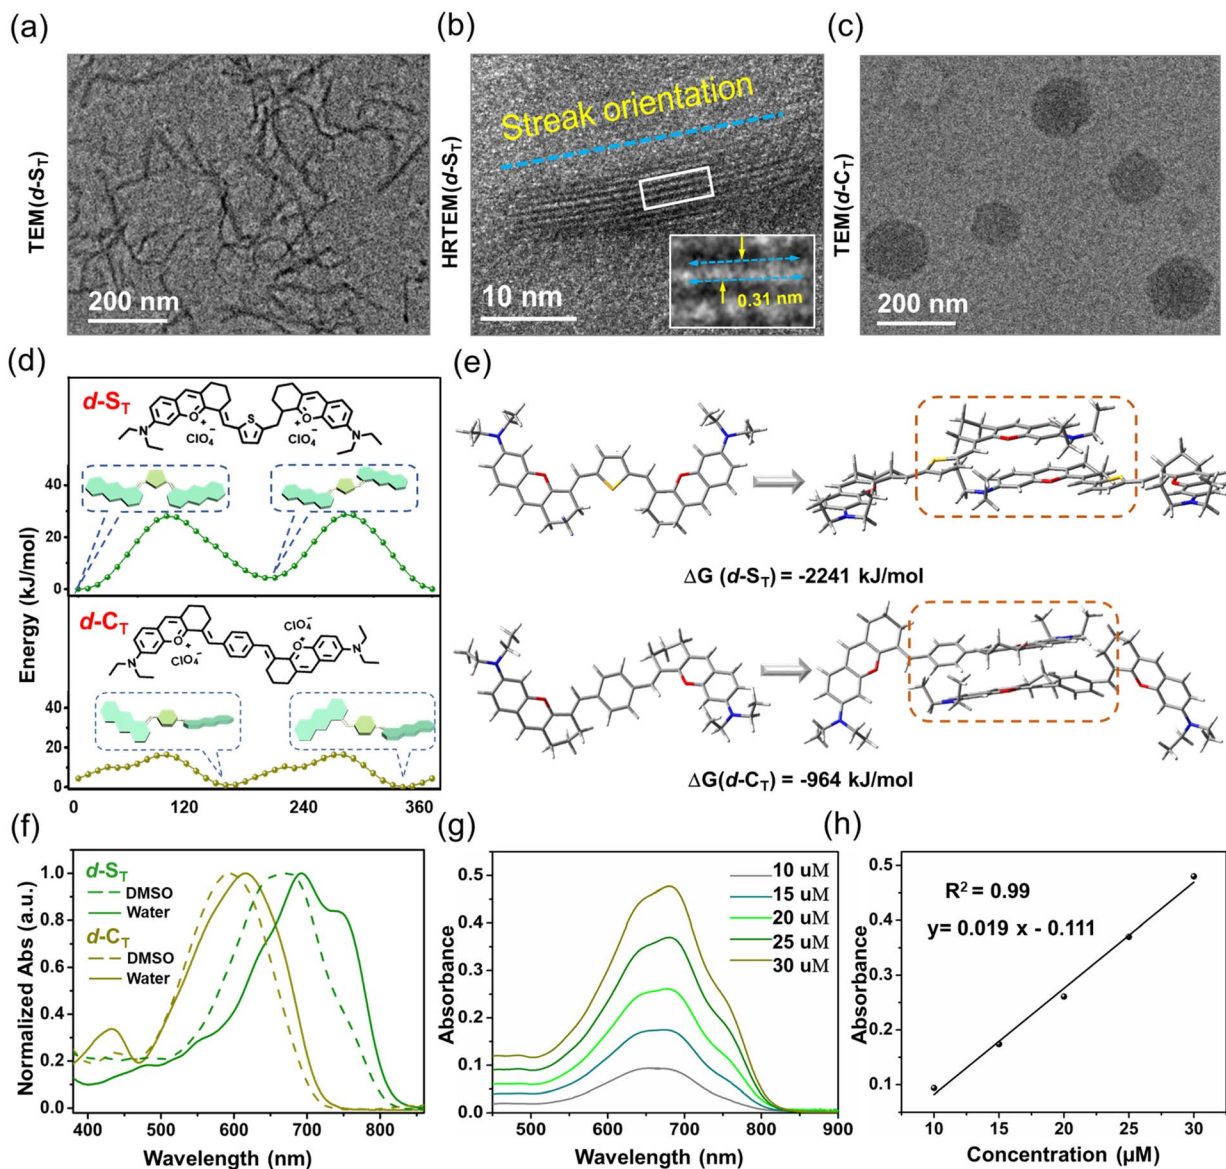 (a)
(b)
(c)
TEM(d-ST)
200 nm
HRTEM(d-ST)
Streak orientation
10 nm
0.31 nm
TEM(d-CT)
200 nm
(d)
(e)
d-ST
O
+
−
ClO4
S
O
+
−
ClO4
N
N
Energy (kJ/mol)
40
20
0
d-CT
N
O
+
−
ClO4
ClO4
−
O
+
N
40
20
10
0
0
120
240
360
ΔG (d-ST) = -2241 kJ/mol
ΔG(d-CT) = -964 kJ/mol
(f)
(g)
(h)
Normalized Abs (a.u.)
1.0
0.8
0.6
0.4
0.2
0.0
d-ST
DMSO
Water
d-CT
DMSO
Water
400
500
600
700
800
Wavelength (nm)
Absorbance
0.5
0.4
0.3
0.2
0.1
0.0
10 uM
15 uM
20 uM
25 uM
30 uM
500
600
700
800
900
Wavelength (nm)
Absorbance
0.5
0.4
0.3
0.2
0.1
R2 = 0.99
y= 0.019 x - 0.111
10
15
20
25
30
Concentration (μM)